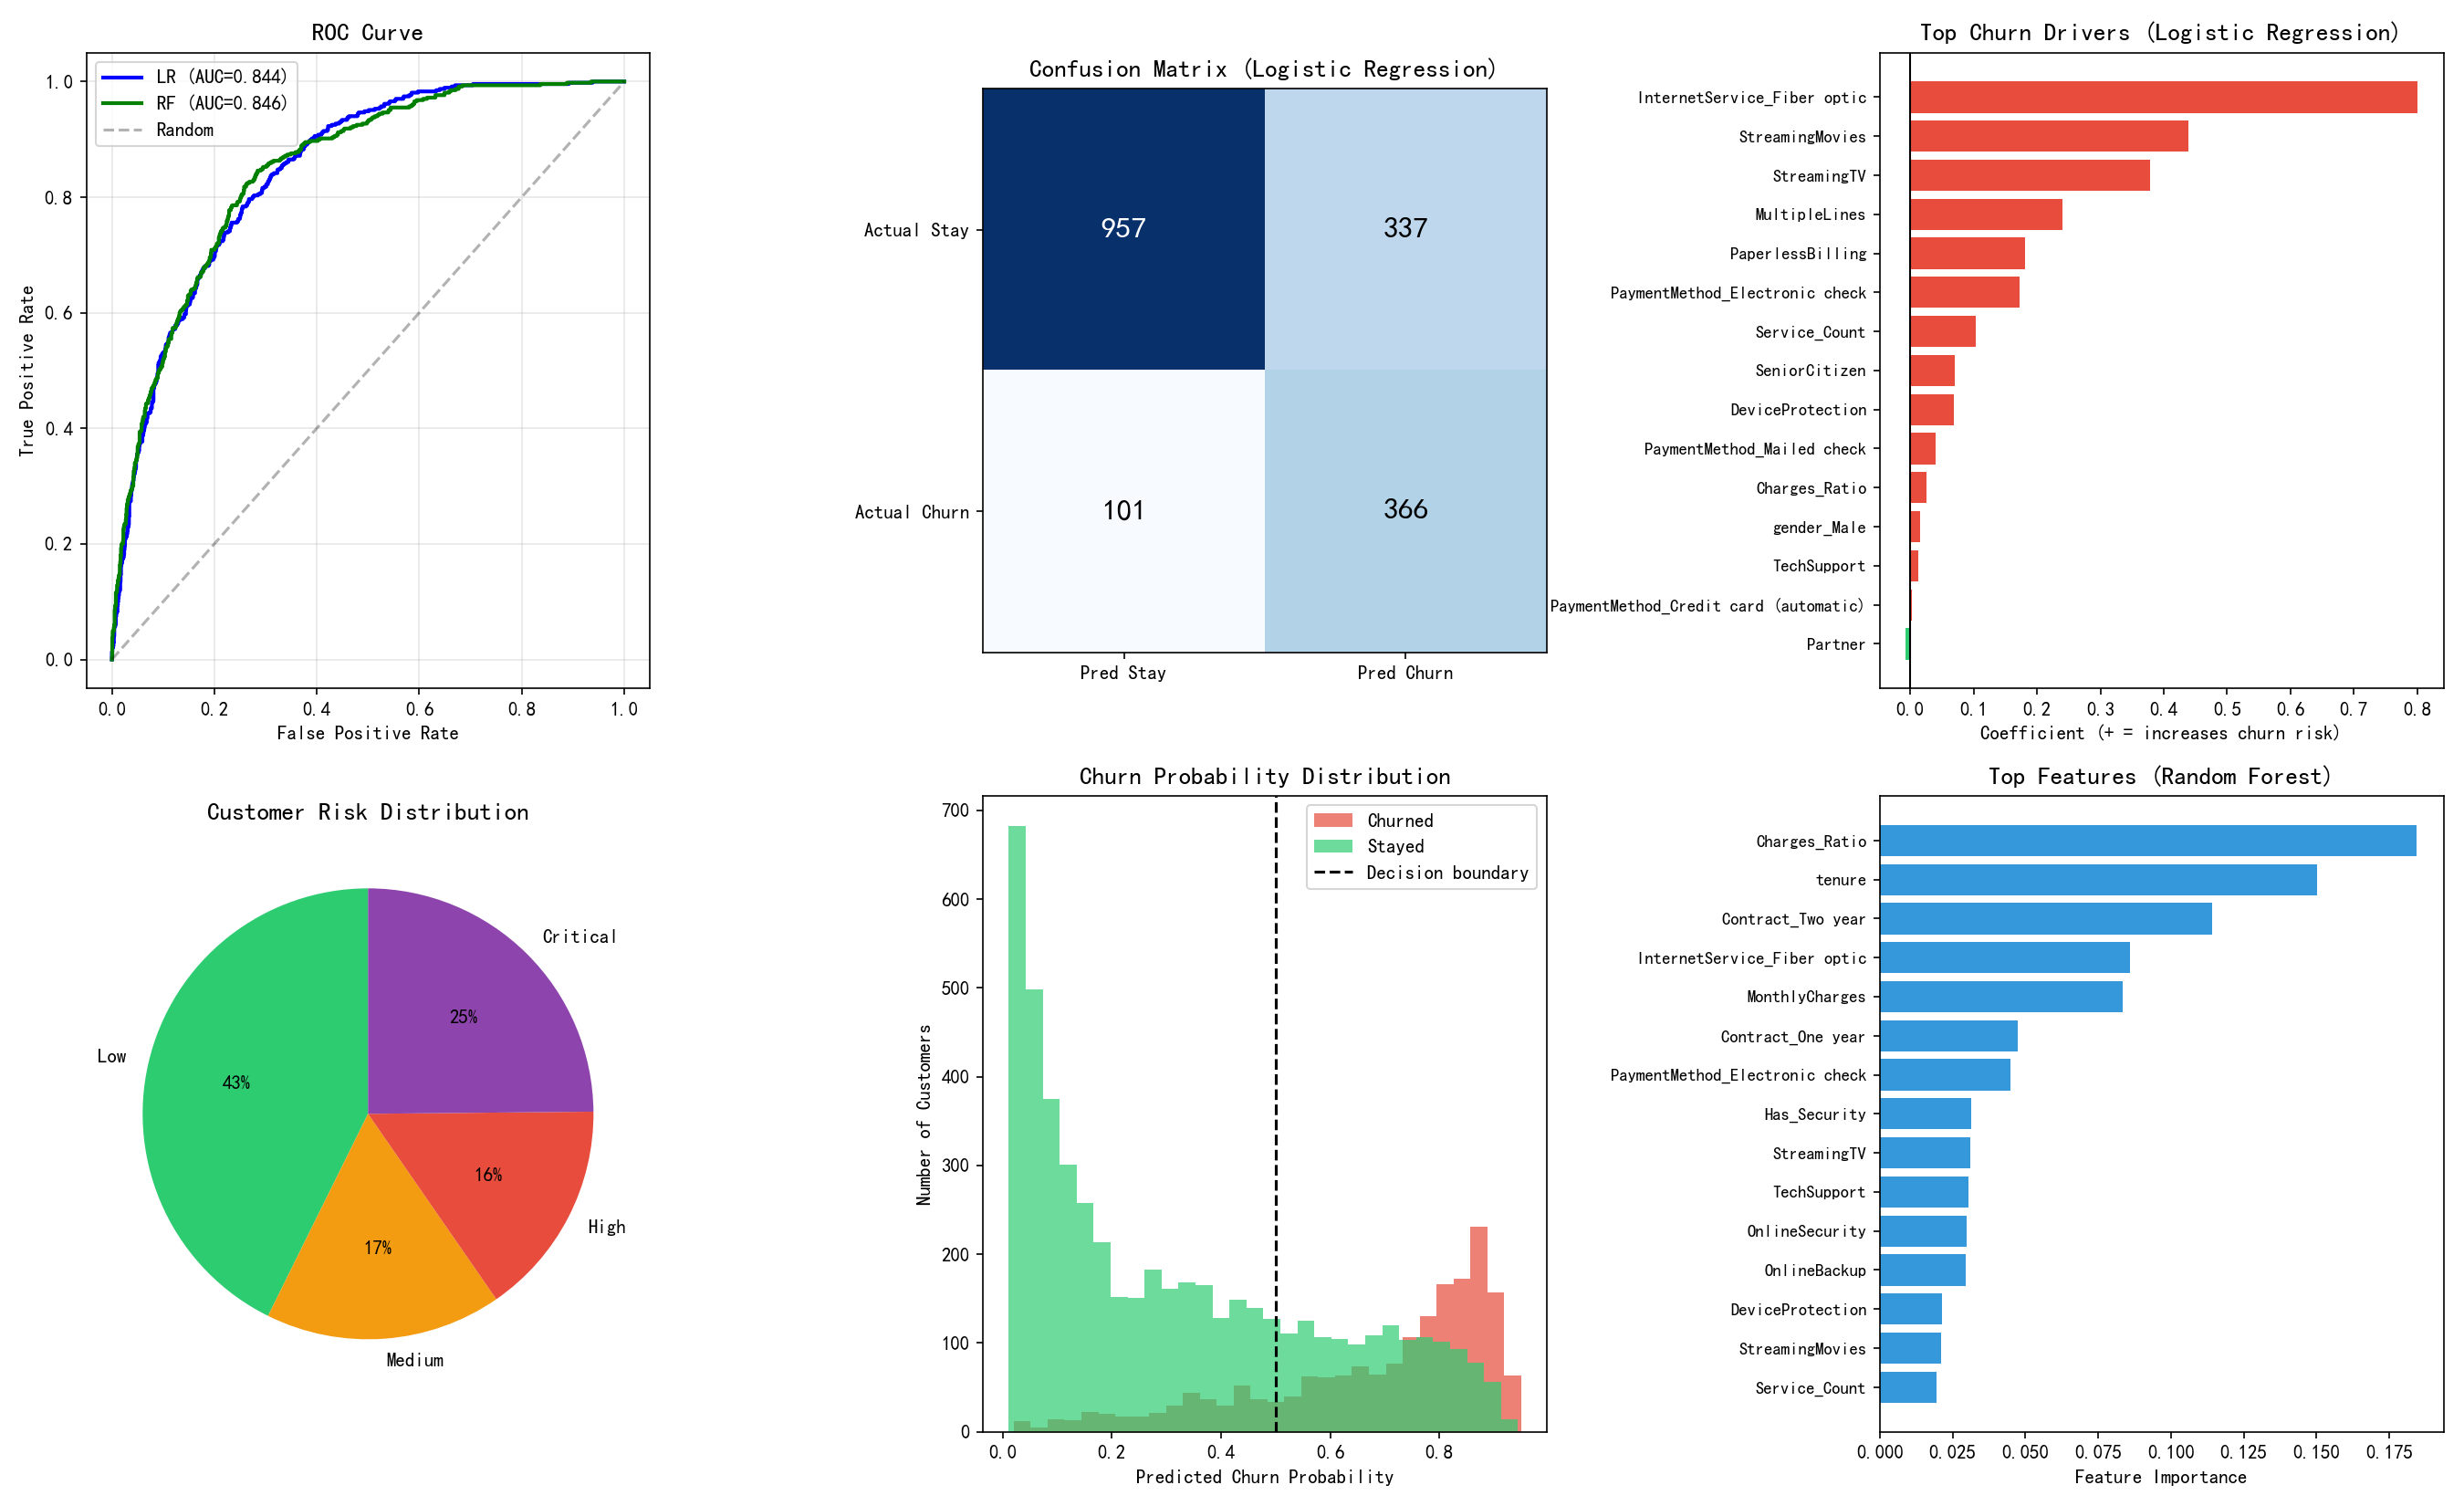 ROC Curve
LR (AUC=0.844)
RF (AUC=0.846)
Random
True Positive Rate
1.0
0.8
0.6
0.4
0.2
0.0
0.0 0.2 0.4 0.6 0.8 1.0
False Positive Rate
Confusion Matrix (Logistic Regression)
Actual Stay
957 337
Actual Churn
101 366
Pred Stay Pred Churn
Top Churn Drivers (Logistic Regression)
InternetService_Fiber optic
StreamingMovies
StreamingTV
MultipleLines
PaperlessBilling
PaymentMethod_Electronic check
Service_Count
SeniorCitizen
DeviceProtection
PaymentMethod_Mailed check
Charges_Ratio
gender_Male
TechSupport
PaymentMethod_Credit card (automatic)
Partner
0.0 0.1 0.2 0.3 0.4 0.5 0.6 0.7 0.8
Coefficient (+ = increases churn risk)
Customer Risk Distribution
Critical
25%
Low
43%
16%
High
17%
Medium
Churn Probability Distribution
Churned
Stayed
Decision boundary
Number of Customers
700
600
500
400
300
200
100
0
0.0 0.2 0.4 0.6 0.8
Predicted Churn Probability
Top Features (Random Forest)
Charges_Ratio
tenure
Contract_Two year
InternetService_Fiber optic
MonthlyCharges
Contract_One year
PaymentMethod_Electronic check
Has_Security
StreamingTV
TechSupport
OnlineSecurity
OnlineBackup
DeviceProtection
StreamingMovies
Service_Count
0.000 0.025 0.050 0.075 0.100 0.125 0.150 0.175
Feature Importance